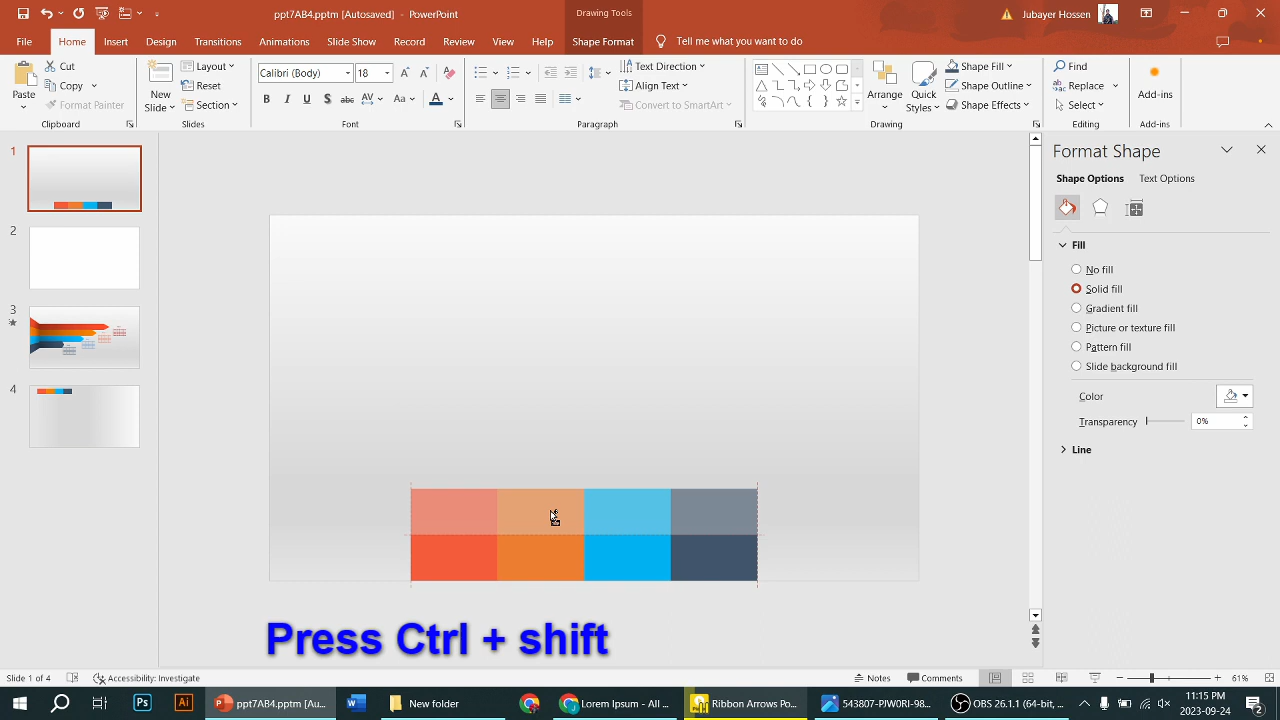 ppt7AB4.pptm [Autosaved] - PowerPoint
Drawing Tools
Jubayer Hossen
File
Home
Insert
Design
Transitions
Animations
Slide Show
Record
Review
View
Help
Shape Format
Tell me what you want to do
Paste
Cut
Copy
Format Painter
Clipboard
New
Slide
Layout
Reset
Section
Slides
Calibri (Body)
18
Font
Text Direction
Align Text
Convert to SmartArt
Paragraph
Arrange
Quick
Styles
Shape Fill
Shape Outline
Shape Effects
Drawing
Find
Replace
Select
Editing
Add-ins
Add-ins
1
2
3
4
Format Shape
Shape Options
Text Options
Fill
No fill
Solid fill
Gradient fill
Picture or texture fill
Pattern fill
Slide background fill
Color
Transparency
0%
Line
Press Ctrl + shift
Slide 1 of 4
Accessibility: Investigate
Notes
Comments
61%
Ps
Ai
ppt7AB4.pptm [Au...
New folder
Lorem Ipsum - All ...
Ribbon Arrows Po...
543807-PIW0RI-98...
OBS 26.1.1 (64-bit, ...
11:15 PM
2023-09-24
2